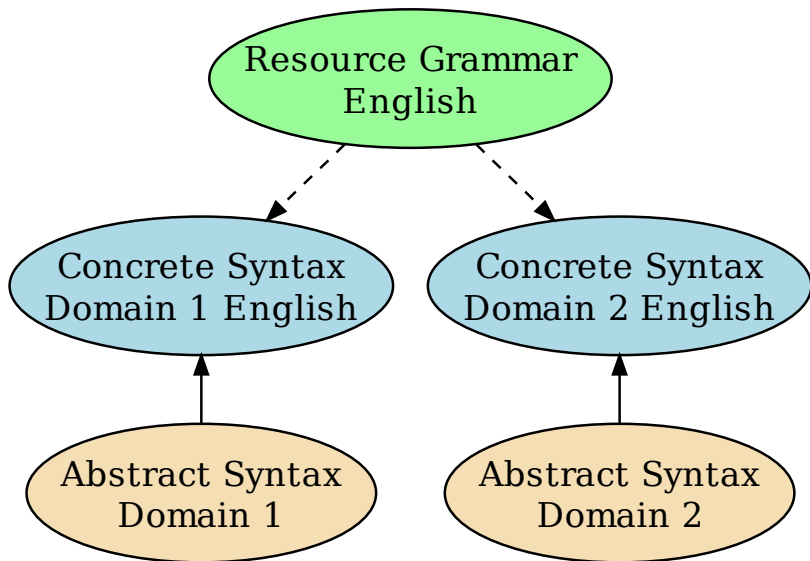 Resource Grammar
English
Concrete Syntax
Domain 1 English
Concrete Syntax
Domain 2 English
Abstract Syntax
Domain 1
Abstract Syntax
Domain 2